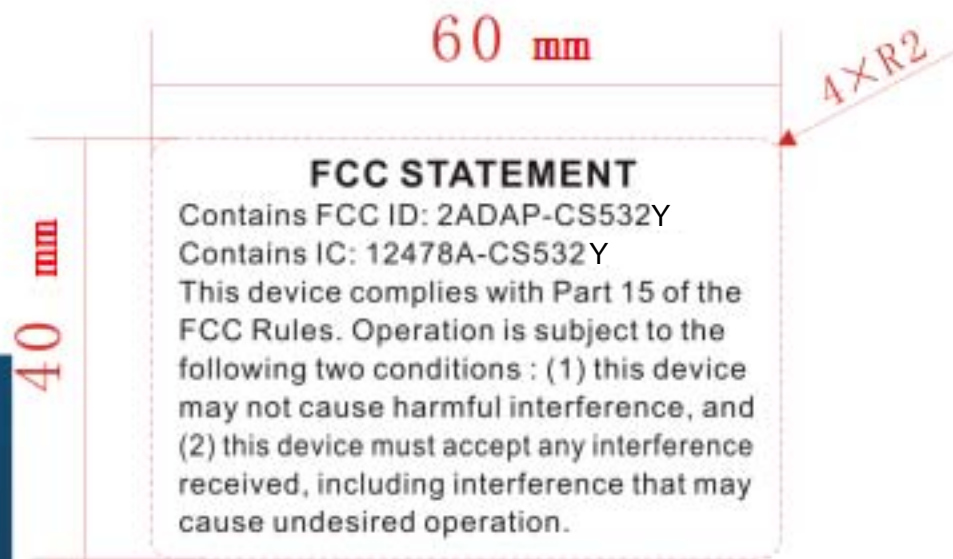 60 mm
4×R2
40 mm
FCC STATEMENT
Contains FCC ID: 2ADAP-CS532Y
Contains IC: 12478A-CS532Y
This device complies with Part 15 of the
FCC Rules. Operation is subject to the
following two conditions : (1) this device
may not cause harmful interference, and
(2) this device must accept any interference
received, including interference that may
cause undesired operation.